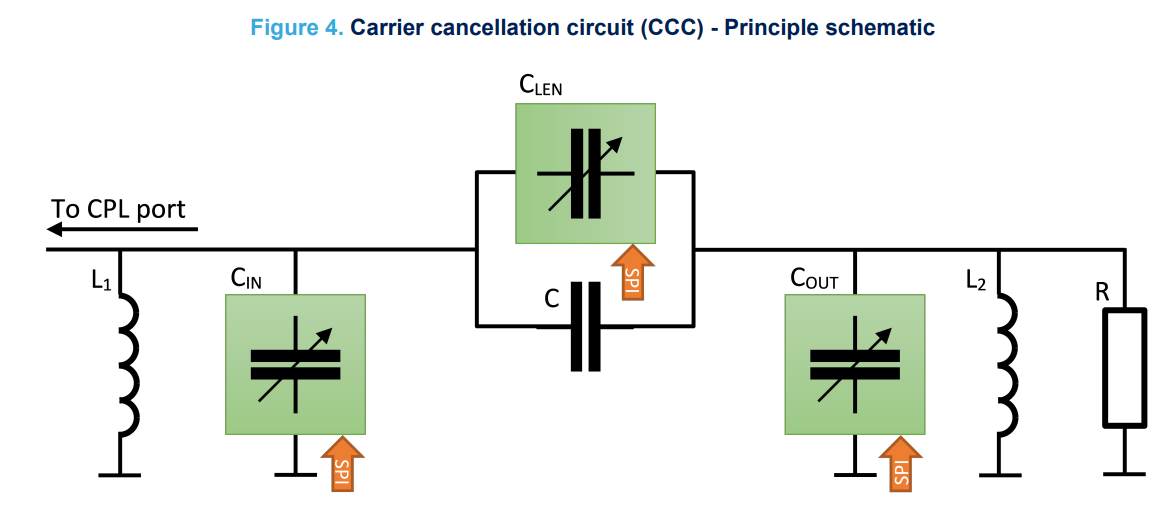 Figure 4. Carrier cancellation circuit (CCC) - Principle schematic
CLEN
To CPL port
SPI
L1
CIN
C
COUT
L2
R
SPI
SPI